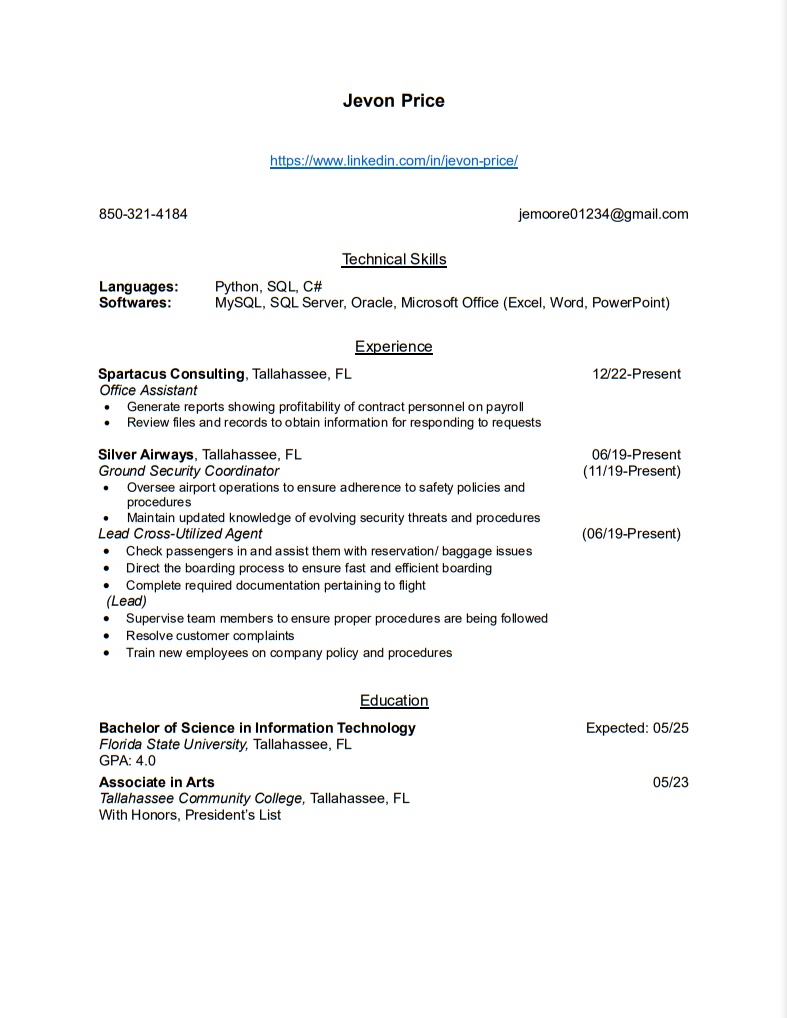 Jevon Price
https://www.linkedin.com/in/jevon-price/
850-321-4184 jemoore01234@gmail.com
Technical Skills
Languages: Python, SQL, C#
Softwares: MySQL, SQL Server, Oracle, Microsoft Office (Excel, Word, PowerPoint)
Experience
Spartacus Consulting, Tallahassee, FL 12/22-Present
Office Assistant
• Generate reports showing profitability of contract personnel on payroll
• Review files and records to obtain information for responding to requests
Silver Airways, Tallahassee, FL 06/19-Present
Ground Security Coordinator (11/19-Present)
• Oversee airport operations to ensure adherence to safety policies and
procedures
• Maintain updated knowledge of evolving security threats and procedures
Lead Cross-Utilized Agent (06/19-Present)
• Check passengers in and assist them with reservation/ baggage issues
• Direct the boarding process to ensure fast and efficient boarding
• Complete required documentation pertaining to flight
(Lead)
• Supervise team members to ensure proper procedures are being followed
• Resolve customer complaints
• Train new employees on company policy and procedures
Education
Bachelor of Science in Information Technology Expected: 05/25
Florida State University, Tallahassee, FL
GPA: 4.0
Associate in Arts 05/23
Tallahassee Community College, Tallahassee, FL
With Honors, President’s List